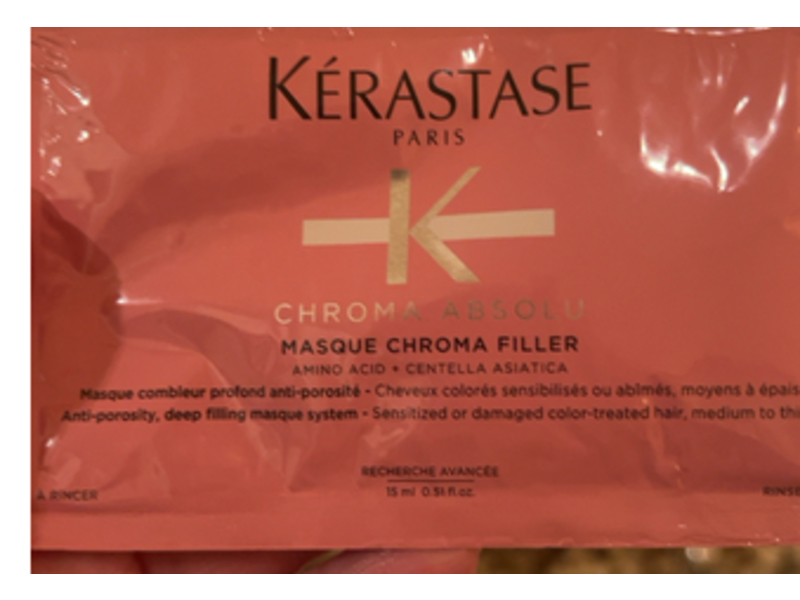 KÉRASTASE
PARIS
K
CHROMA ABSOLU
MASQUE CHROMA FILLER
AMINO ACID • CENTELLA ASIATICA
Masque combleur profond anti-porosité - Cheveux colorés sensibilisés ou abîmés, moyens à épais
Anti-porosity, deep filling masque system - Sensitized or damaged color-treated hair, medium to thi
RECHERCHE AVANCÉE
15 ml 0.51 fl.oz.
À RINCER
RINSE